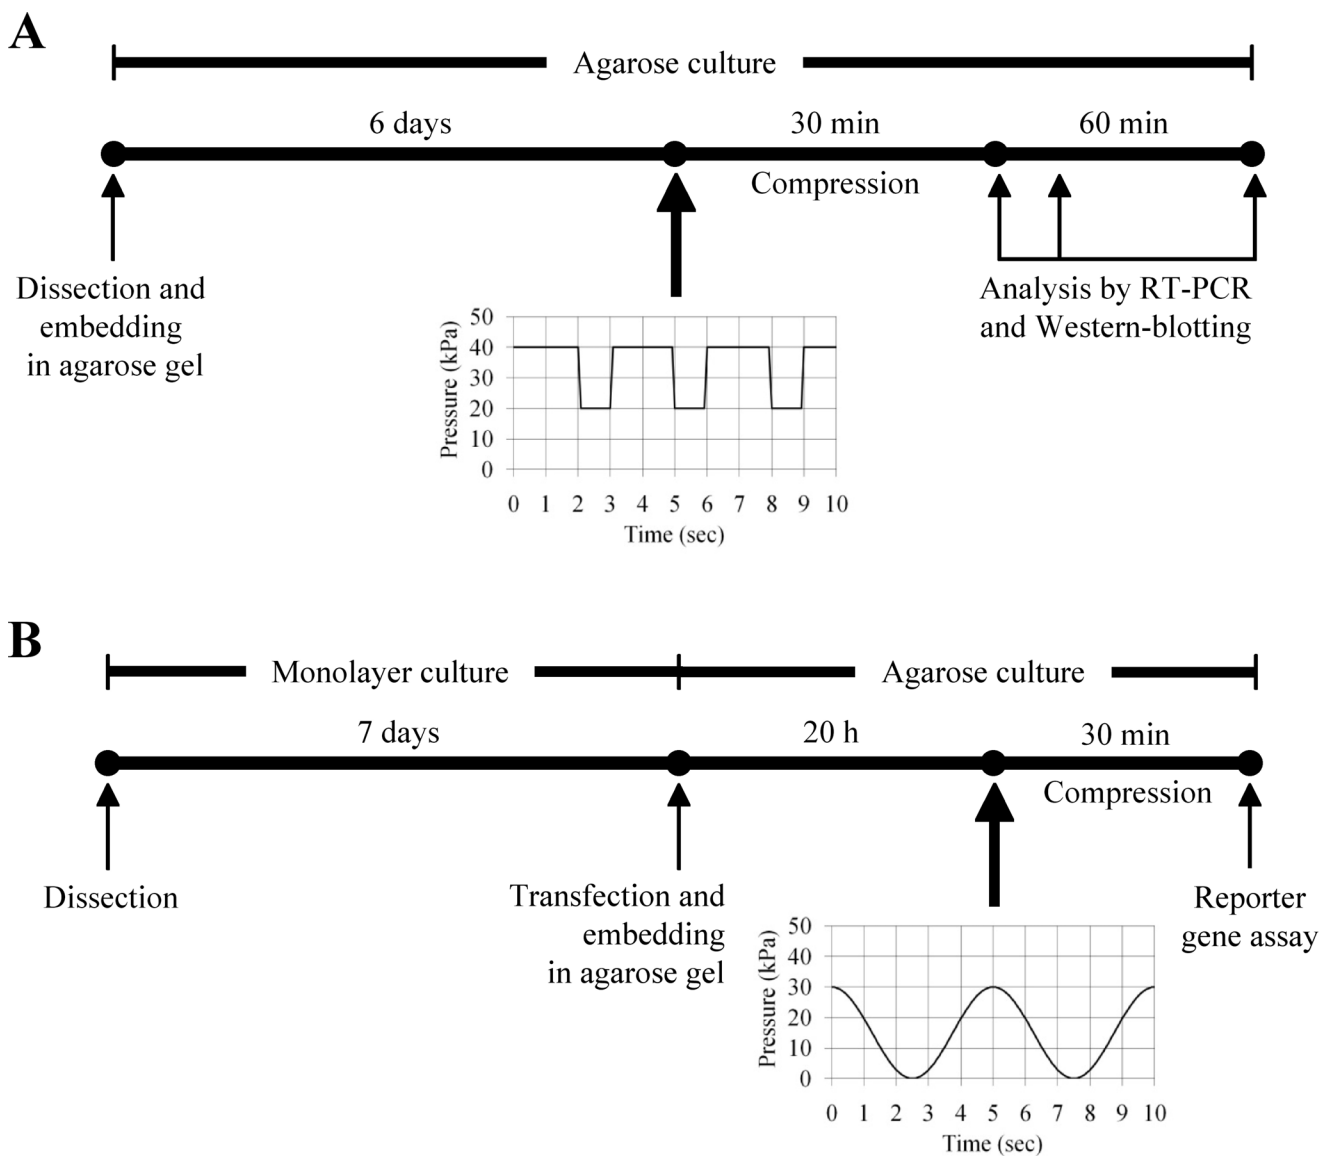 A
Agarose culture
6 days
30 min
60 min
Compression
Dissection and
embedding
in agarose gel
Analysis by RT-PCR
and Western-blotting
Pressure (kPa)
50
40
30
20
10
0
0 1 2 3 4 5 6 7 8 9 10
Time (sec)
B
Monolayer culture
Agarose culture
7 days
20 h
30 min
Compression
Dissection
Transfection and
embedding
in agarose gel
Reporter
gene assay
Pressure (kPa)
50
40
30
20
10
0
0 1 2 3 4 5 6 7 8 9 10
Time (sec)